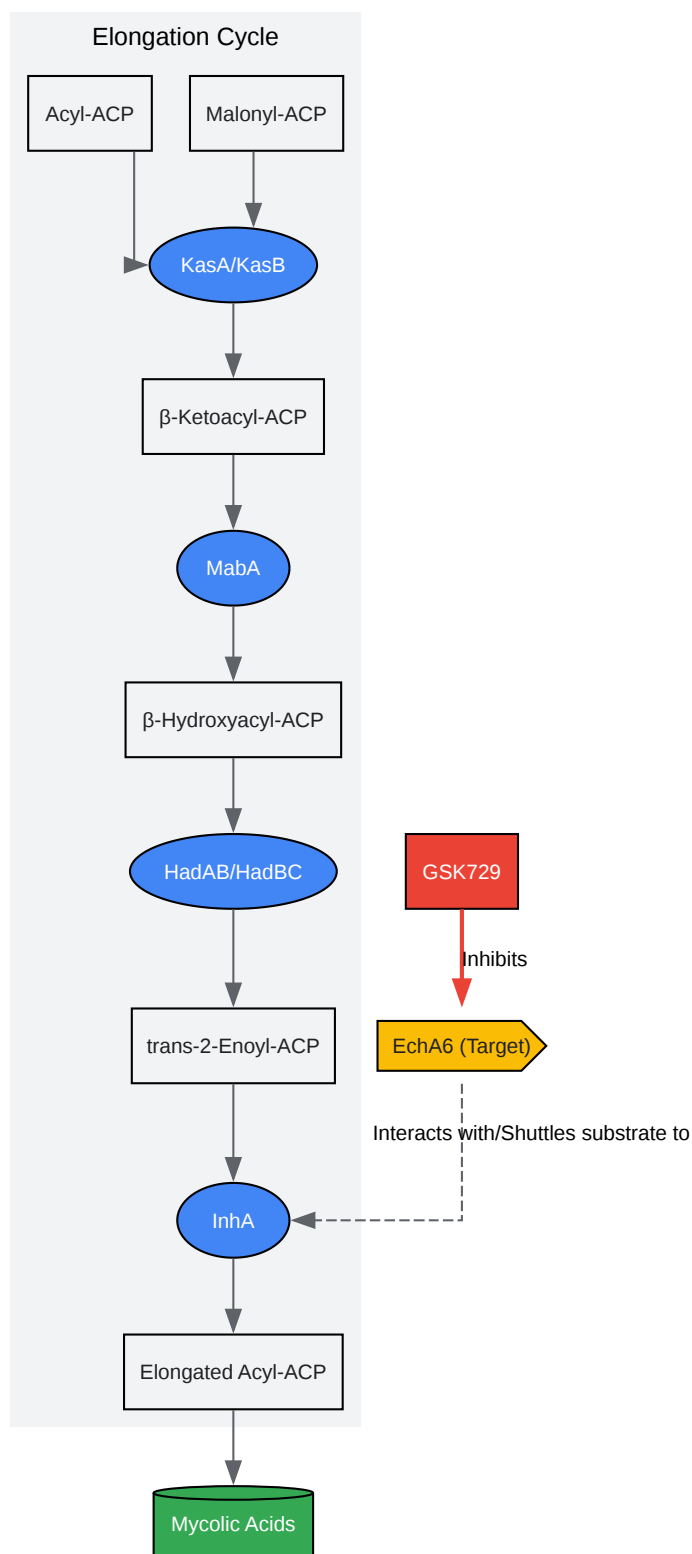 Elongation Cycle
Acyl-ACP
Malonyl-ACP
KasA/KasB
β-Ketoacyl-ACP
MabA
β-Hydroxyacyl-ACP
HadAB/HadBC
GSK729
Inhibits
trans-2-Enoyl-ACP
EchA6 (Target)
Interacts with/Shuttles substrate to
InhA
Elongated Acyl-ACP
Mycolic Acids